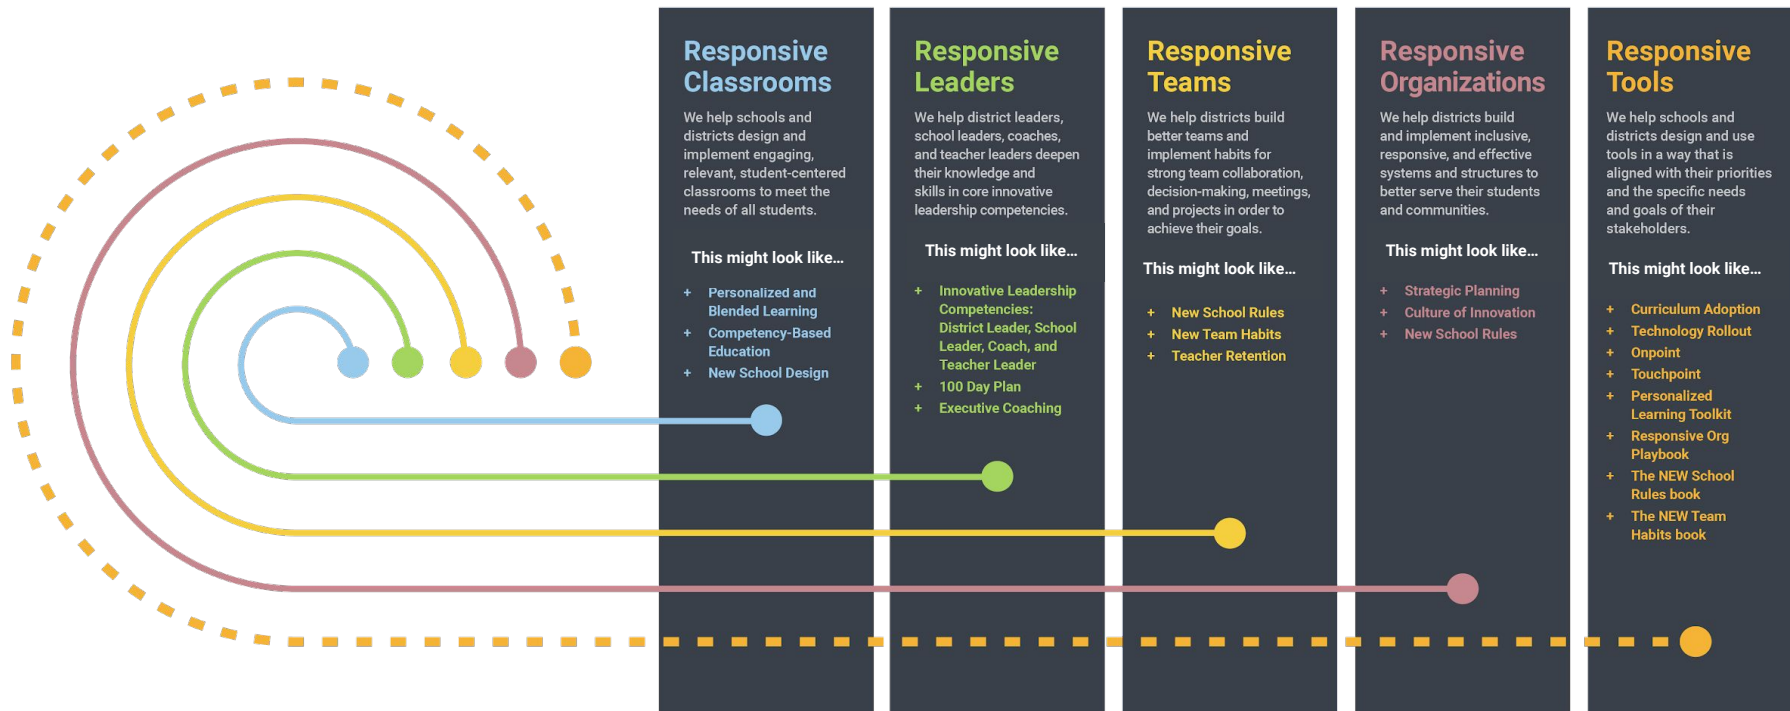 Responsive
Classrooms
We help schools and
districts design and
implement engaging,
relevant, student-centered
classrooms to meet the
needs of all students.
This might look like...
+ Personalized and
Blended Learning
+ Competency-Based
Education
+ New School Design
Responsive
Leaders
We help district leaders,
school leaders, coaches,
and teacher leaders deepen
their knowledge and
skills in core innovative
leadership competencies.
This might look like...
+ Innovative Leadership
Competencies:
District Leader, School
Leader, Coach, and
Teacher Leader
+ 100 Day Plan
+ Executive Coaching
Responsive
Teams
We help districts build
better teams and
implement habits for
strong team collaboration,
decision-making, meetings,
and projects in order to
achieve their goals.
This might look like...
+ New School Rules
+ New Team Habits
+ Teacher Retention
Responsive
Organizations
We help districts build
and implement inclusive,
responsive, and effective
systems and structures to
better serve their students
and communities.
This might look like...
+ Strategic Planning
+ Culture of Innovation
+ New School Rules
Responsive
Tools
We help schools and
districts design and use
tools in a way that is
aligned with their priorities
and the specific needs
and goals of their
stakeholders.
This might look like...
+ Curriculum Adoption
+ Technology Rollout
+ Onpoint
+ Touchpoint
+ Personalized
Learning Toolkit
+ Responsive Org
Playbook
+ The NEW School
Rules book
+ The NEW Team
Habits book